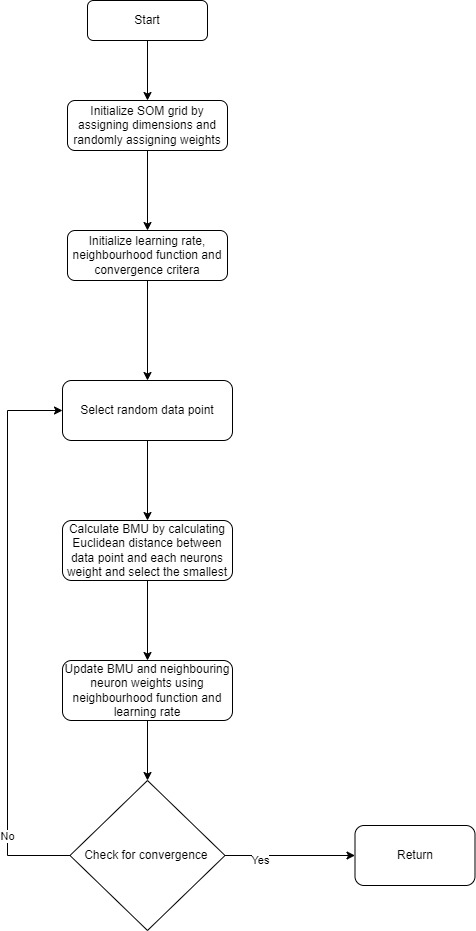 Start
Initialize SOM grid by
assigning dimensions and
randomly assigning weights
Initialize learning rate,
neighbourhood function and
convergence critera
Select random data point
Calculate BMU by calculating
Euclidean distance between
data point and each neurons
weight and select the smallest
Update BMU and neighbouring
neuron weights using
neighbourhood function and
learning rate
No
Check for convergence
Yes
Return